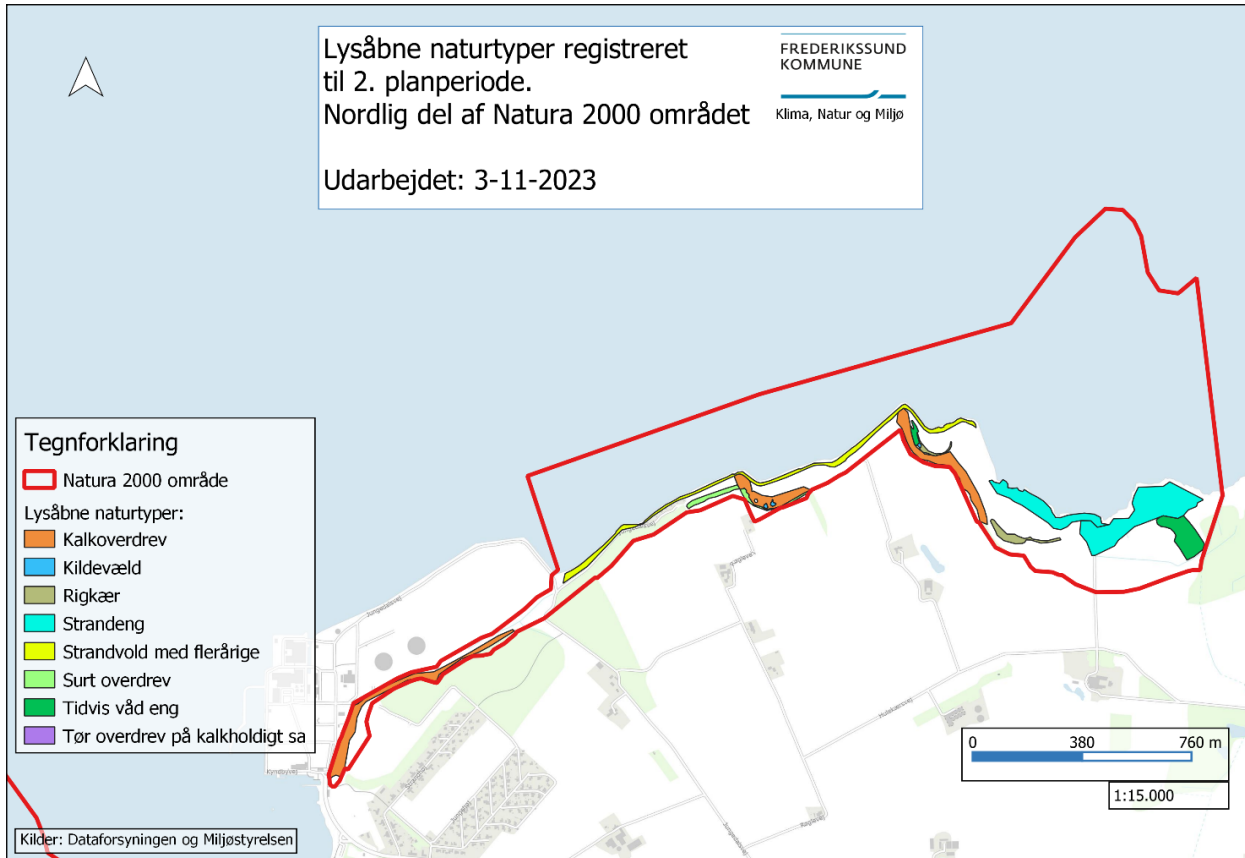 Lysåbne naturtyper registreret
til 2. planperiode.
Nordlig del af Natura 2000 området
Udarbejdet: 3-11-2023
FREDERIKSSUND
KOMMUNE
Klima, Natur og Miljø
Tegnforklaring
Natura 2000 område
Lysåbne naturtyper:
Kalkoverdrev
Kildevæld
Rigkær
Strandeng
Strandvold med flerårige
Surt overdrev
Tidvis våd eng
Tør overdrev på kalkholdigt sa
0 380 760 m
1:15.000
Kilder: Dataforsyningen og Miljøstyrelsen